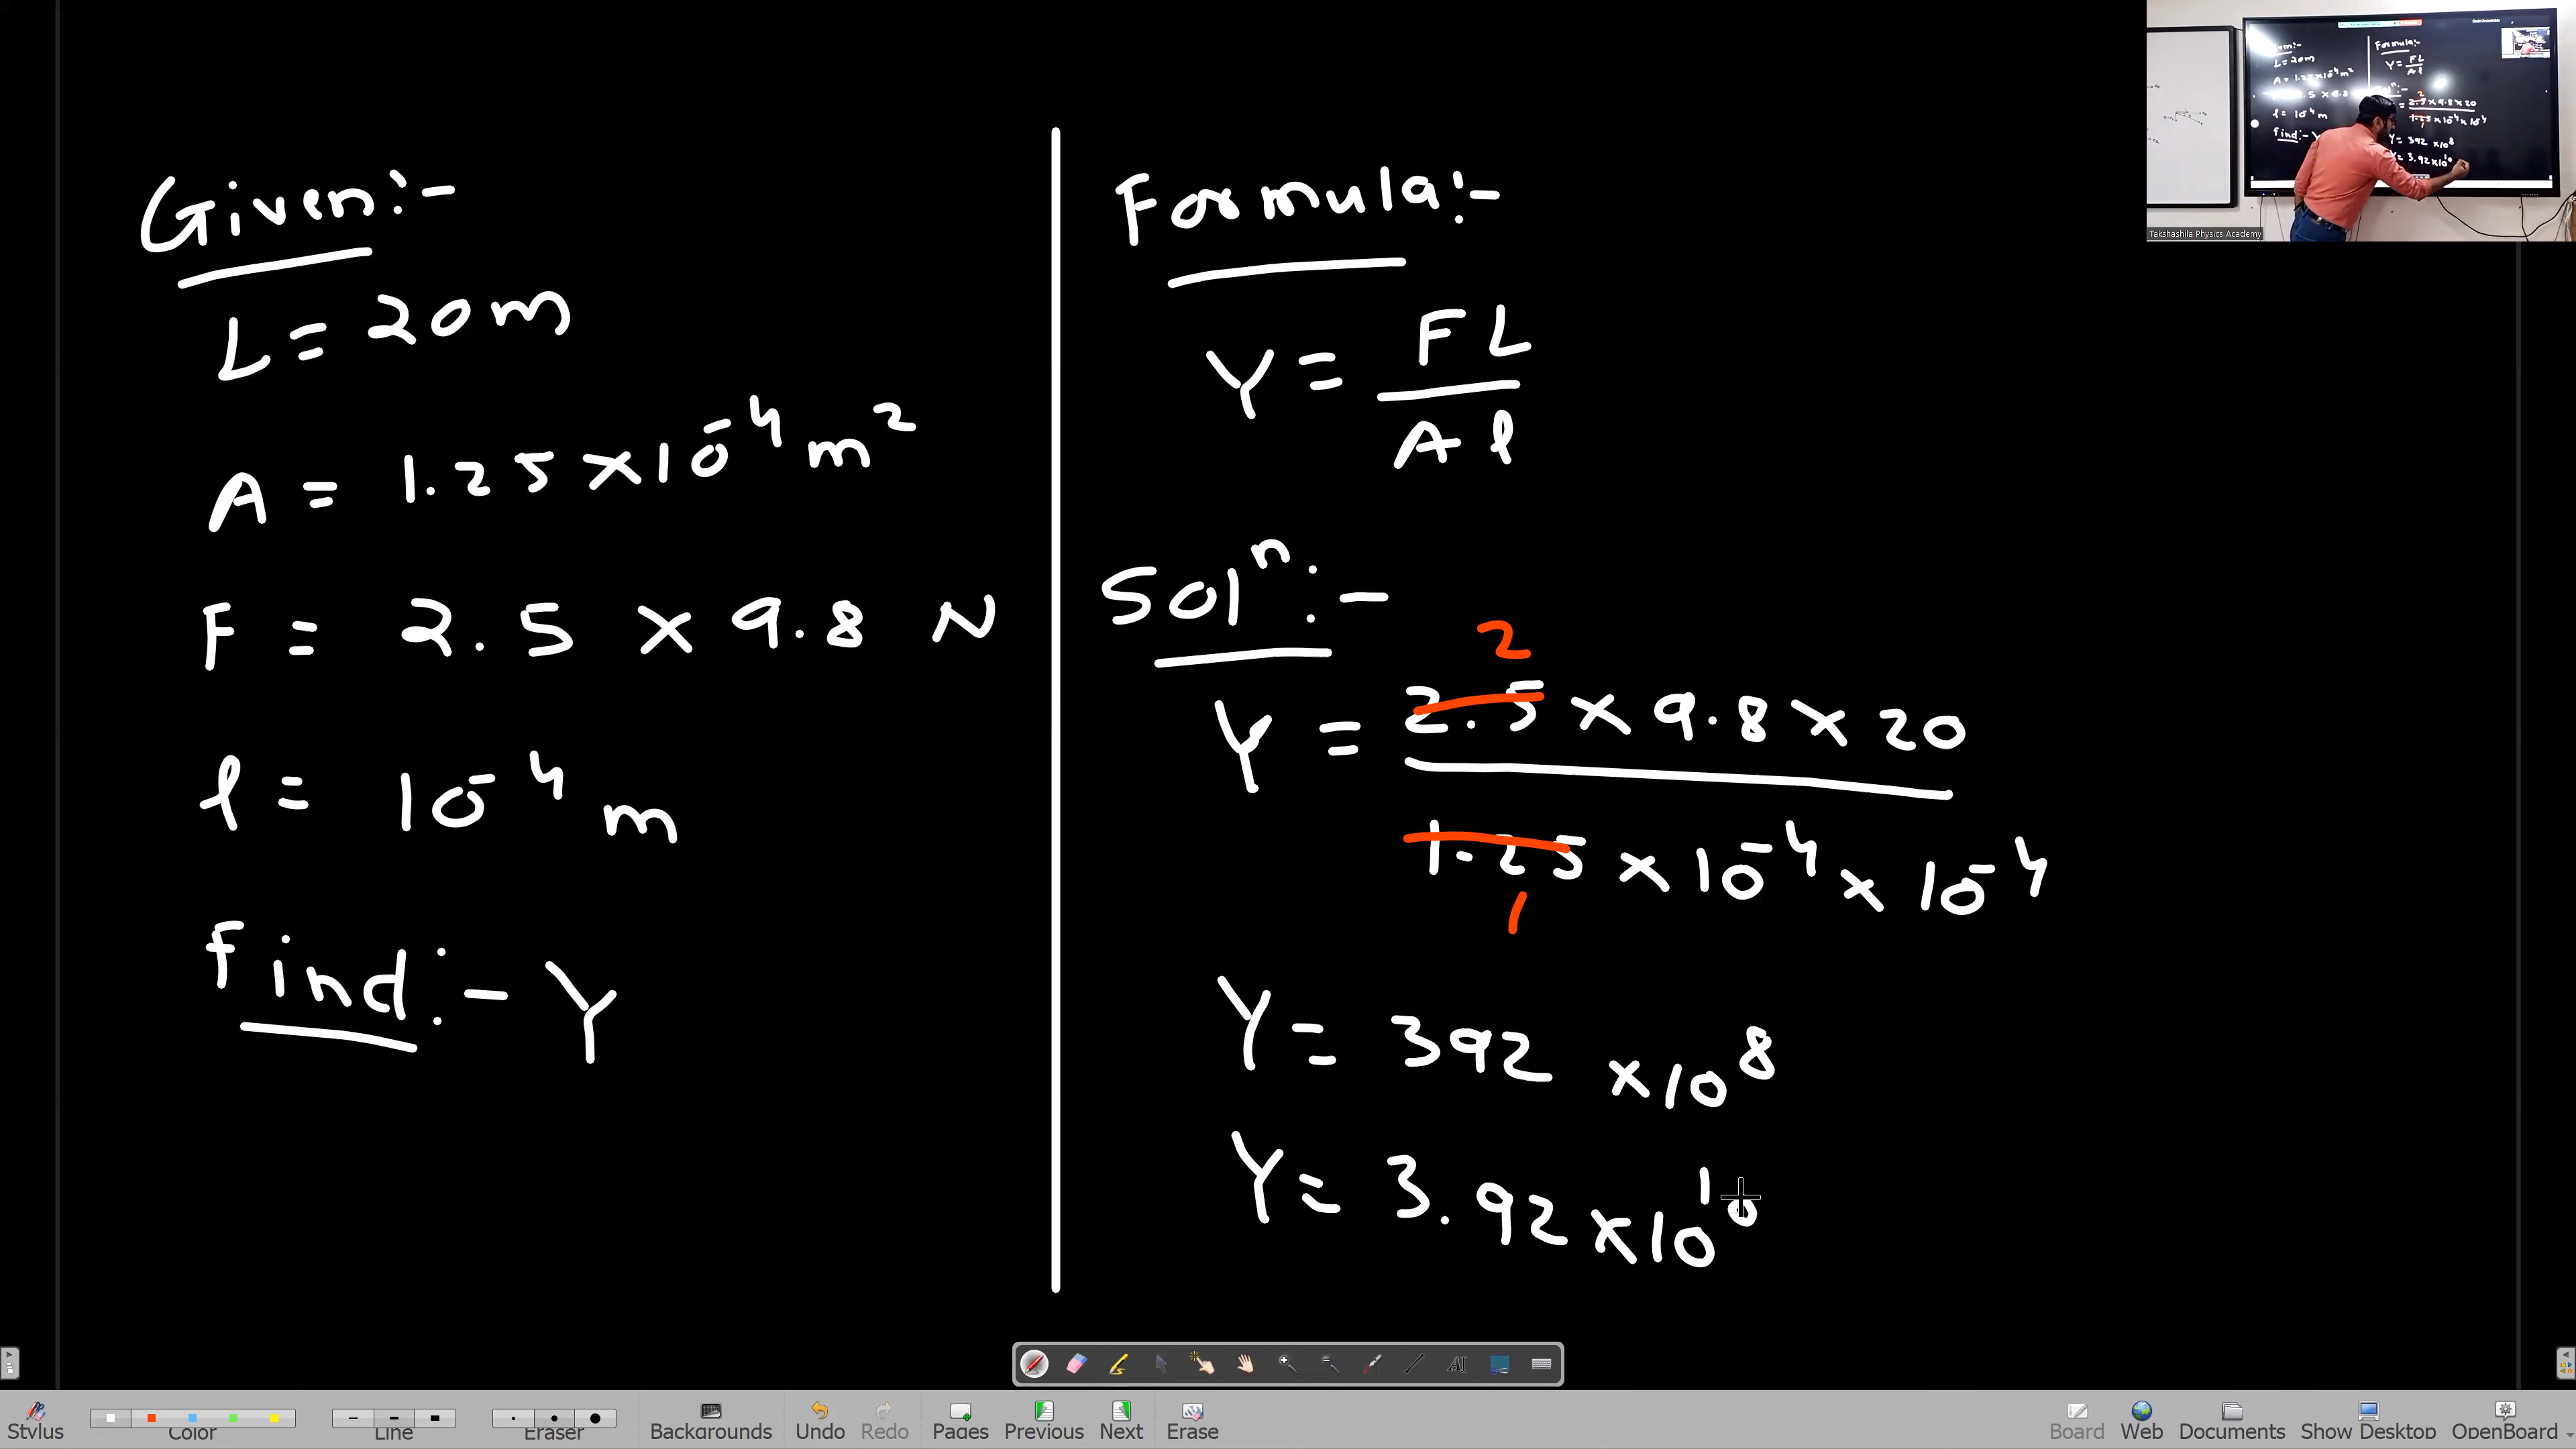 Given:-
L = 20m
A = 1.25 × 10⁻⁴ m²
F = 2.5 × 9.8 N
l = 10⁻⁴ m
Find:- Y
Formula:-
Y = FL
Al
Solⁿ:-
2
Y = 2.5 × 9.8 × 20
1.25 × 10⁻⁴ × 10⁻⁴
1
Y = 392 × 10⁸
Y = 3.92 × 10¹⁰
Takshashila Physics Academy
Stylus
Color
Line
Eraser
Backgrounds
Undo
Redo
Pages
Previous
Next
Erase
Board
Web
Documents
Show Desktop
OpenBoard